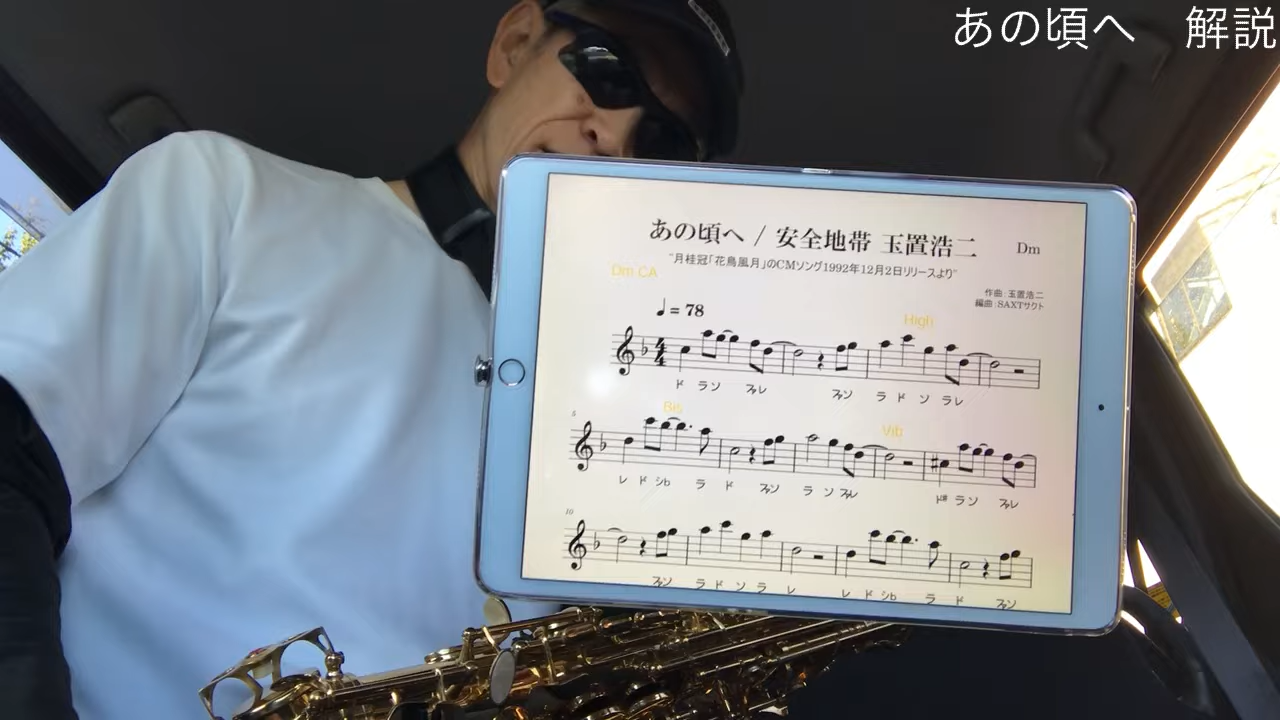 あの頃へ　解説
あの頃へ / 安全地帯 玉置浩二 Dm
"月桂冠「花鳥風月」のCMソング1992年12月2日リリースより"
Dm CA
作曲:玉置浩二
編曲:SAXTサクト
♩= 78
High
ド ラソ ファレ ファソ ラ ド ソ ラレ
5
Bis
Vib
レ ド シb ラ ド ファソ ラ ソ ファレ ド# ラソ ファレ
10
ファソ ラ ド ソ ラ レ レ ド シb ラ ド ファソ